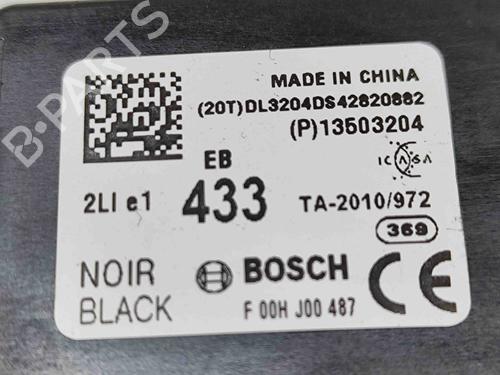 B-PARTS
MADE IN CHINA
(20T)DL3204DS42820882
(P)13503204
EB
ICASA
2LI e1 433 TA-2010/972
369
NOIR BOSCH CE
BLACK F 00H J00 487